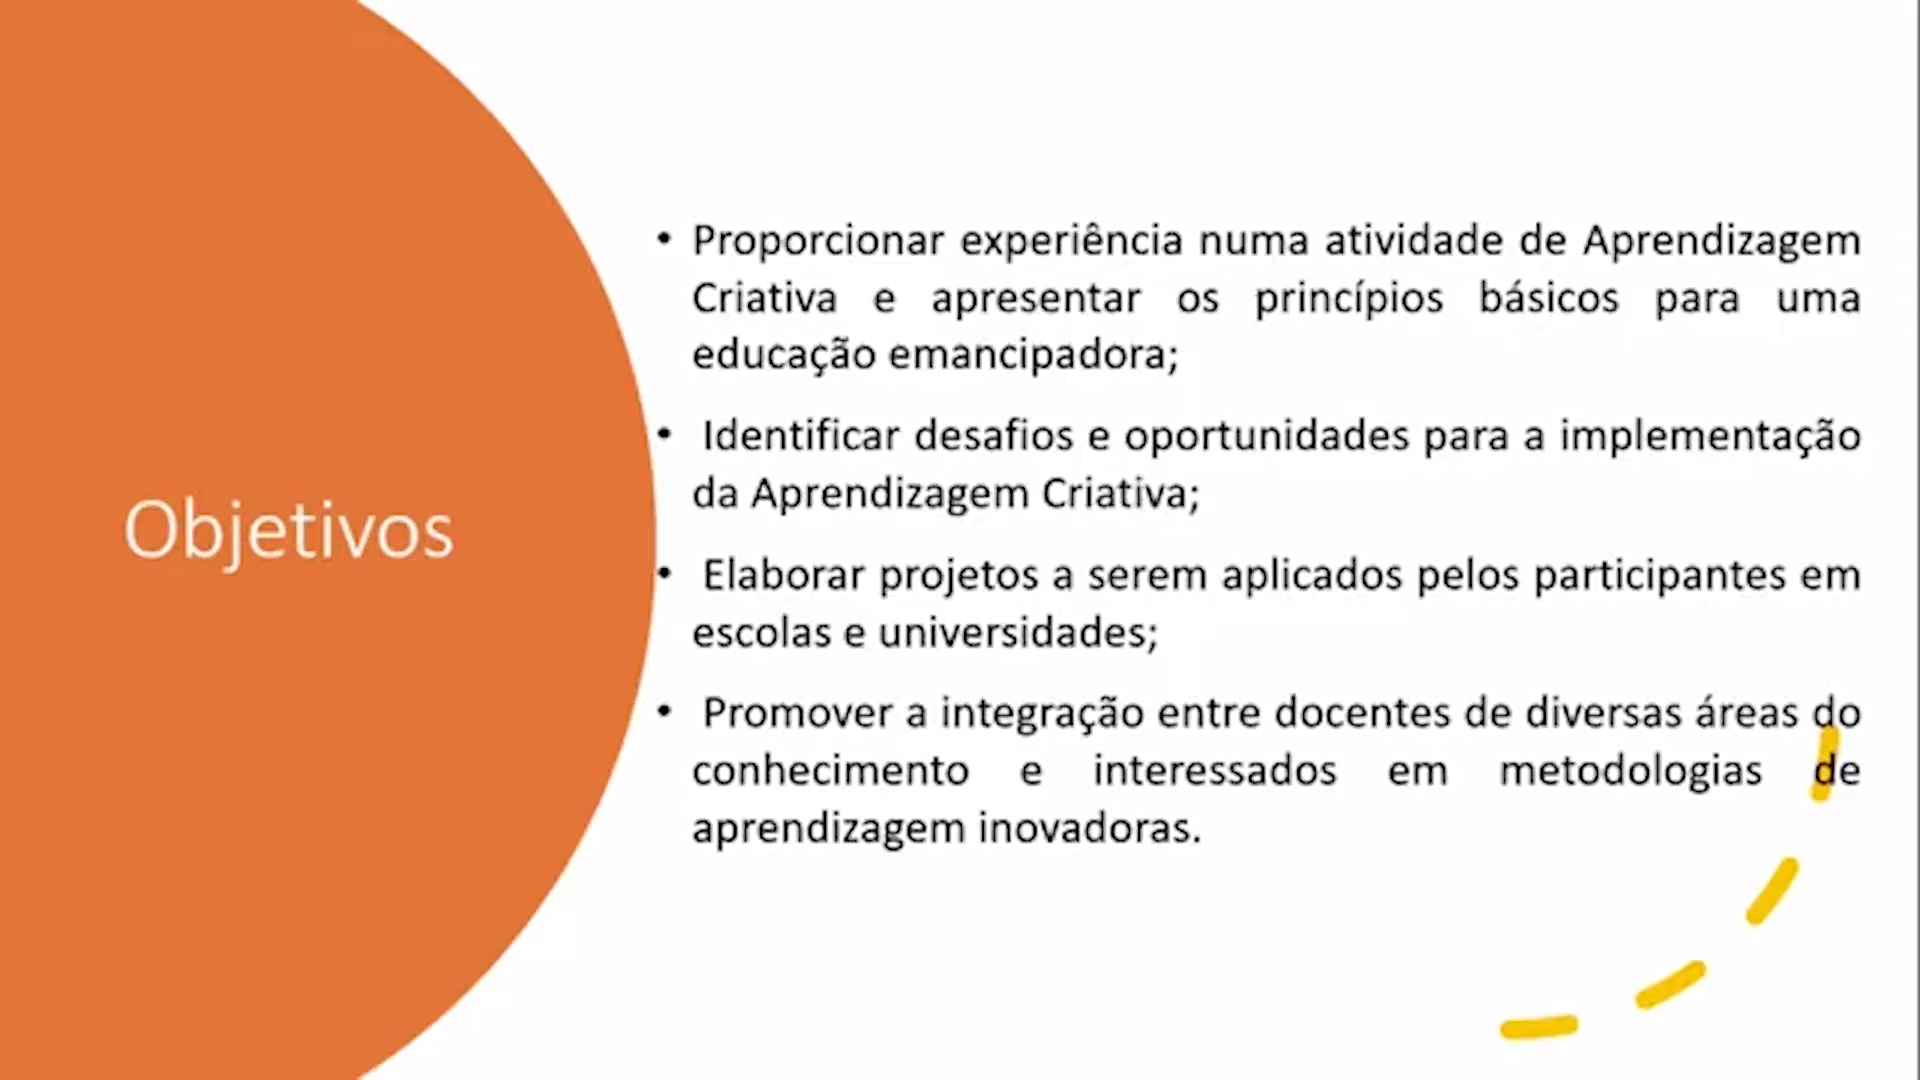 Objetivos
• Proporcionar experiência numa atividade de Aprendizagem
Criativa e apresentar os princípios básicos para uma
educação emancipadora;
• Identificar desafios e oportunidades para a implementação
da Aprendizagem Criativa;
• Elaborar projetos a serem aplicados pelos participantes em
escolas e universidades;
• Promover a integração entre docentes de diversas áreas do
conhecimento e interessados em metodologias de
aprendizagem inovadoras.